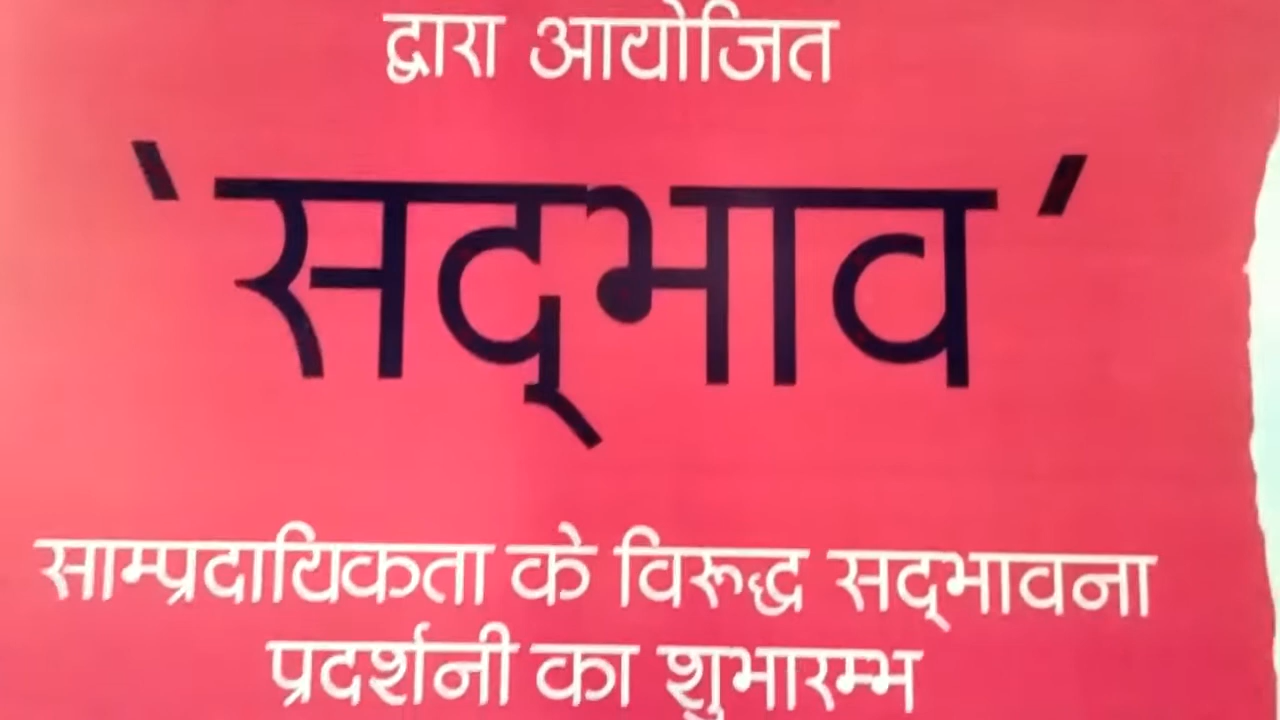 द्वारा आयोजित
'सद्‌भाव'
साम्प्रदायिकता के विरूद्ध सद्‌भावना
प्रदर्शनी का शुभारम्भ